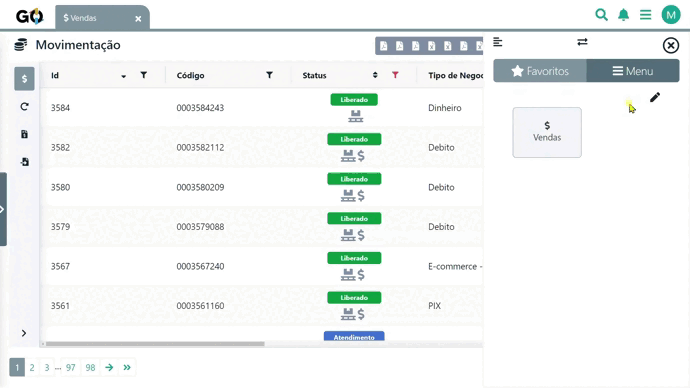 GO
$ Vendas
M
Movimentação
Favoritos
Menu
Id
Código
Status
Tipo de Negoc
$
Vendas
3584
0003584243
Liberado
Dinheiro
3582
0003582112
Liberado
Debito
3580
0003580209
Liberado
Debito
3579
0003579088
Liberado
Debito
3567
0003567240
Liberado
E-commerce -
3561
0003561160
Liberado
PIX
Atendimento
1 2 3 ... 97 98